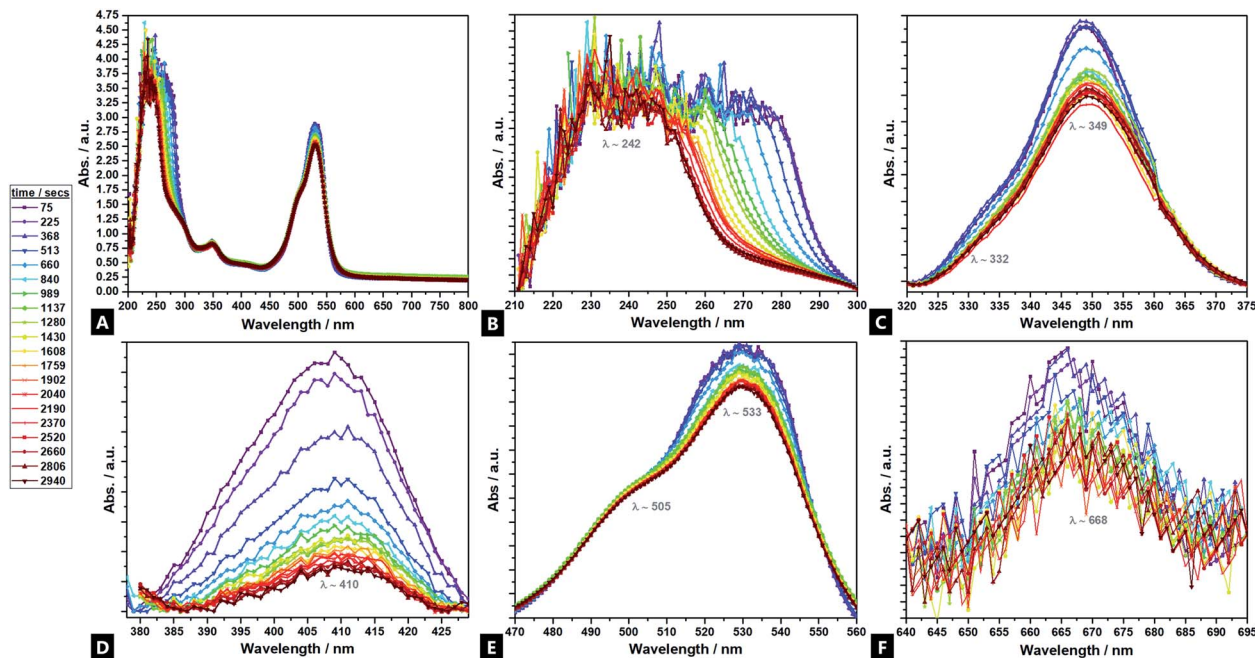 4.75
4.50
4.25
4.00
3.75
3.50
3.25
3.00
2.75
2.50
2.25
2.00
1.75
1.50
1.25
1.00
0.75
0.50
0.25
0.00
Abs. / a.u.
200 250 300 350 400 450 500 550 600 650 700 750 800
Wavelength / nm
A
Abs. / a.u.
λ ~ 242
210 220 230 240 250 260 270 280 290 300
Wavelength / nm
B
Abs. / a.u.
λ ~ 349
λ ~ 332
320 325 330 335 340 345 350 355 360 365 370 375
Wavelength / nm
C
time / secs
75
225
368
513
660
840
989
1137
1280
1430
1608
1759
1902
2040
2190
2370
2520
2660
2806
2940
Abs. / a.u.
λ ~ 410
380 385 390 395 400 405 410 415 420 425
Wavelength / nm
D
Abs. / a.u.
λ ~ 533
λ ~ 505
470 480 490 500 510 520 530 540 550 560
Wavelength / nm
E
Abs. / a.u.
λ ~ 668
640 645 650 655 660 665 670 675 680 685 690 695
Wavelength / nm
F